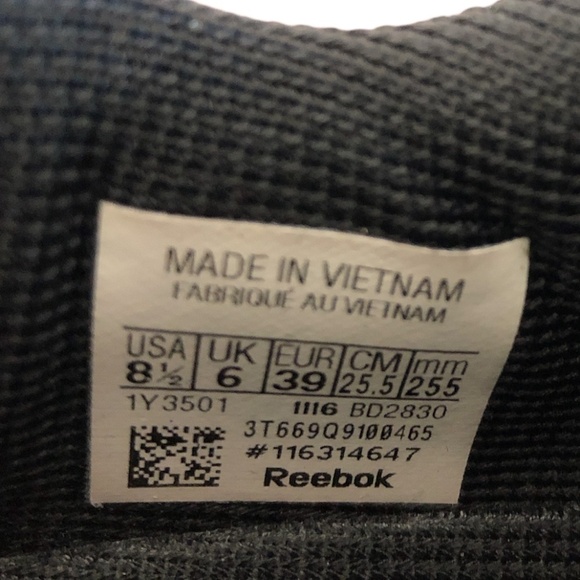 MADE IN VIETNAM
FABRIQUÉ AU VIETNAM
USA UK EUR CM mm
8½ 6 39 25.5 255
1Y3501 1116 BD2830
3T669Q9100465
#116314647
Reebok